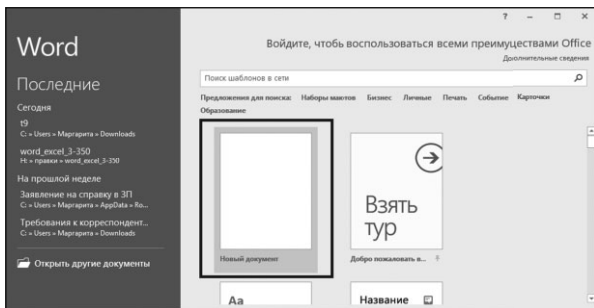 Word
Последние
Сегодня
t9
C: » Users » Маргарита » Downloads
word_excel_3-350
H: » правки » word_excel_3-350
На прошлой неделе
Заявление на справку в ЗП
C: » Users » Маргарита » AppData » Ro...
Требования к корреспондент...
C: » Users » Маргарита » Downloads
Открыть другие документы
? – □ ×
Войдите, чтобы воспользоваться всеми преимуществами Office
Дополнительные сведения
Поиск шаблонов в сети
Предложения для поиска: Наборы макетов Бизнес Личные Печать Событие Карточки
Образование
Новый документ
Взять
тур
Добро пожаловать в...
Aa
Название